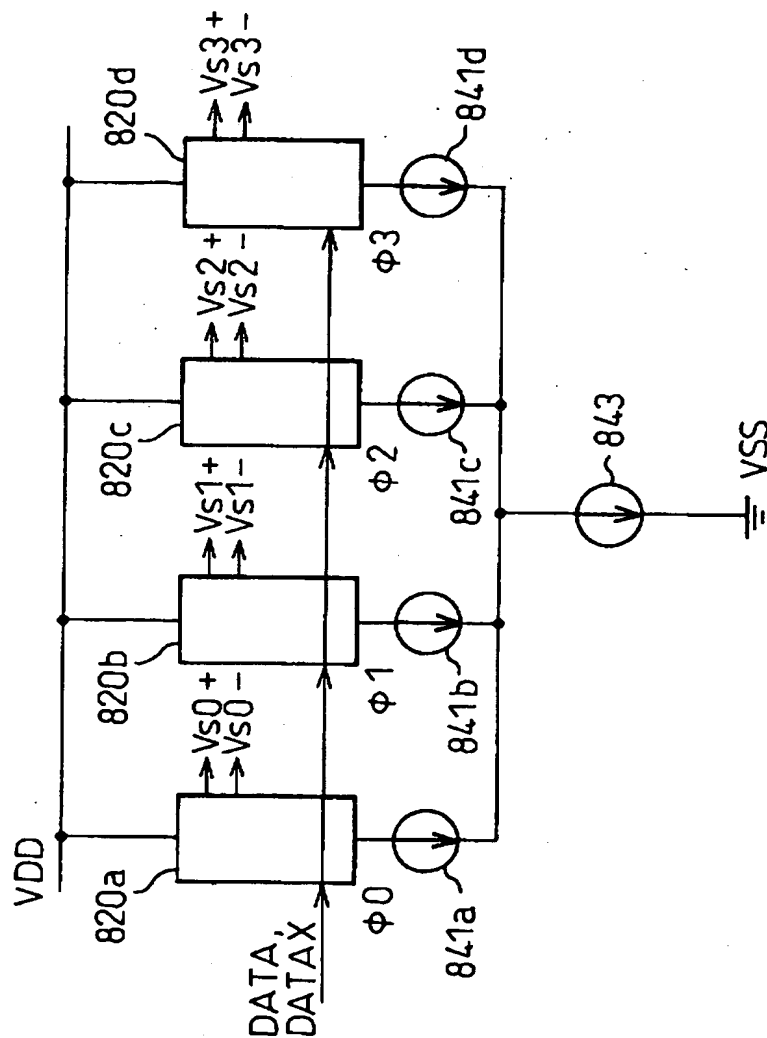 VDD
820a
820b
820c
820d
Vs0+
Vs0-
Vs1+
Vs1-
Vs2+
Vs2-
Vs3+
Vs3-
DATA,
DATAX
Φ0
Φ1
Φ2
Φ3
841a
841b
841c
841d
843
VSS